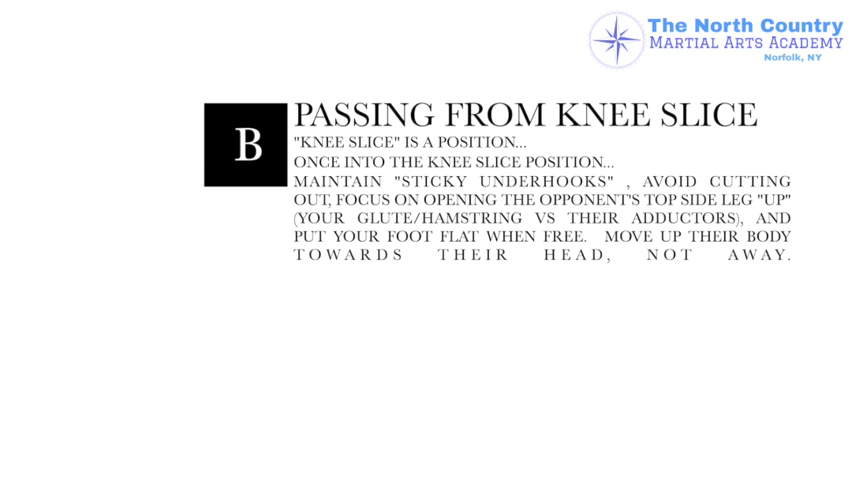 The North Country
Martial Arts Academy
Norfolk, NY
B
PASSING FROM KNEE SLICE
"KNEE SLICE" IS A POSITION...
ONCE INTO THE KNEE SLICE POSITION...
MAINTAIN "STICKY UNDERHOOKS" , AVOID CUTTING
OUT, FOCUS ON OPENING THE OPPONENT'S TOP SIDE LEG "UP"
(YOUR GLUTE/HAMSTRING VS THEIR ADDUCTORS), AND
PUT YOUR FOOT FLAT WHEN FREE. MOVE UP THEIR BODY
TOWARDS THEIR HEAD, NOT AWAY.